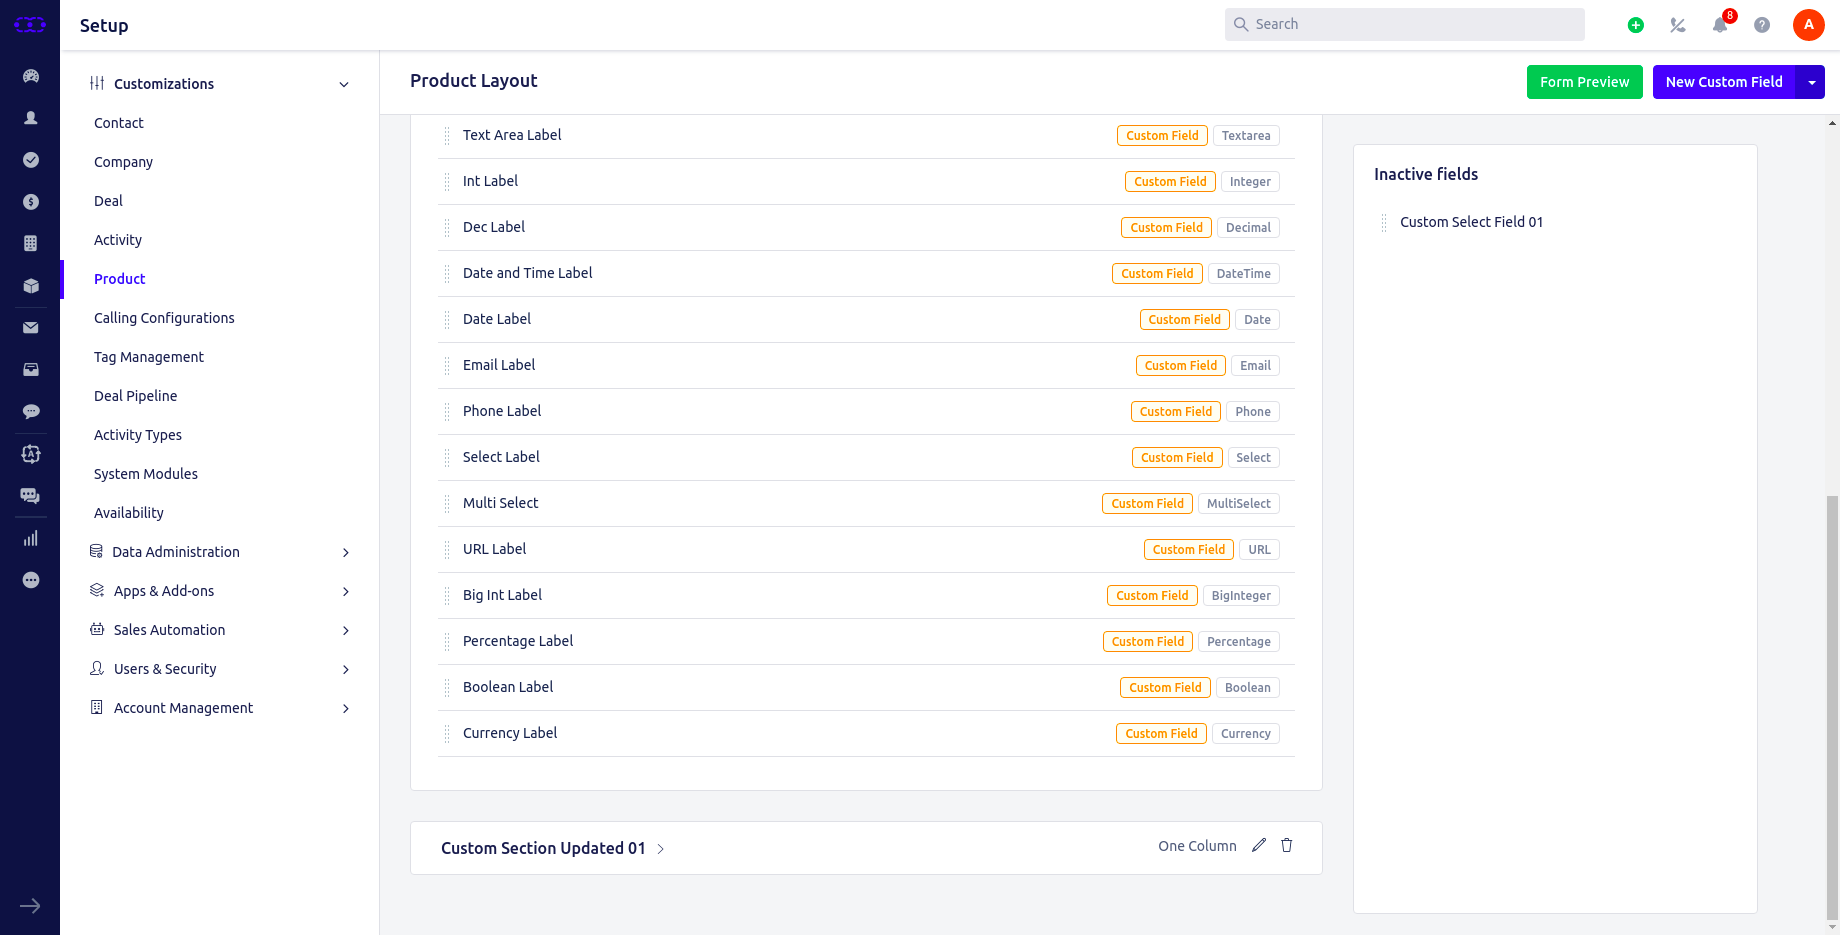 Setup
Search
8
A
Customizations
Contact
Company
Deal
Activity
Product
Calling Configurations
Tag Management
Deal Pipeline
Activity Types
System Modules
Availability
Data Administration
Apps & Add-ons
Sales Automation
Users & Security
Account Management
Product Layout
Form Preview
New Custom Field
Text Area Label Custom Field Textarea
Int Label Custom Field Integer
Dec Label Custom Field Decimal
Date and Time Label Custom Field DateTime
Date Label Custom Field Date
Email Label Custom Field Email
Phone Label Custom Field Phone
Select Label Custom Field Select
Multi Select Custom Field MultiSelect
URL Label Custom Field URL
Big Int Label Custom Field BigInteger
Percentage Label Custom Field Percentage
Boolean Label Custom Field Boolean
Currency Label Custom Field Currency
Custom Section Updated 01 One Column
Inactive fields
Custom Select Field 01